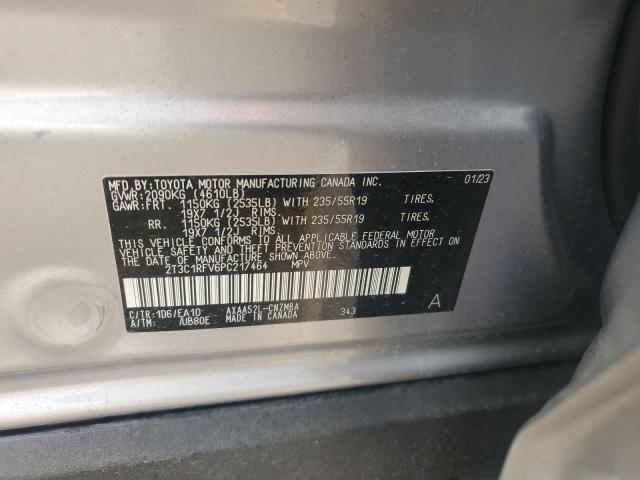 MFD.BY:TOYOTA MOTOR MANUFACTURING CANADA INC. 01/23
GVWR:2090KG (4610LB)
GAWR:FRT. 1150KG (2535LB) WITH 235/55R19 TIRES.
19X7 1/2J RIMS.
RR. 1150KG (2535LB) WITH 235/55R19 TIRES.
19X7 1/2J RIMS.
THIS VEHICLE CONFORMS TO ALL APPLICABLE FEDERAL MOTOR
VEHICLE SAFETY AND THEFT PREVENTION STANDARDS IN EFFECT
ON THE DATE OF MANUFACTURE SHOWN ABOVE.
2T3C1RFV6PC217464 MPV
C/TR:1D6/EA10 AXAA52L-CNZMBA 343 A
A/TM: /UB80E MADE IN CANADA